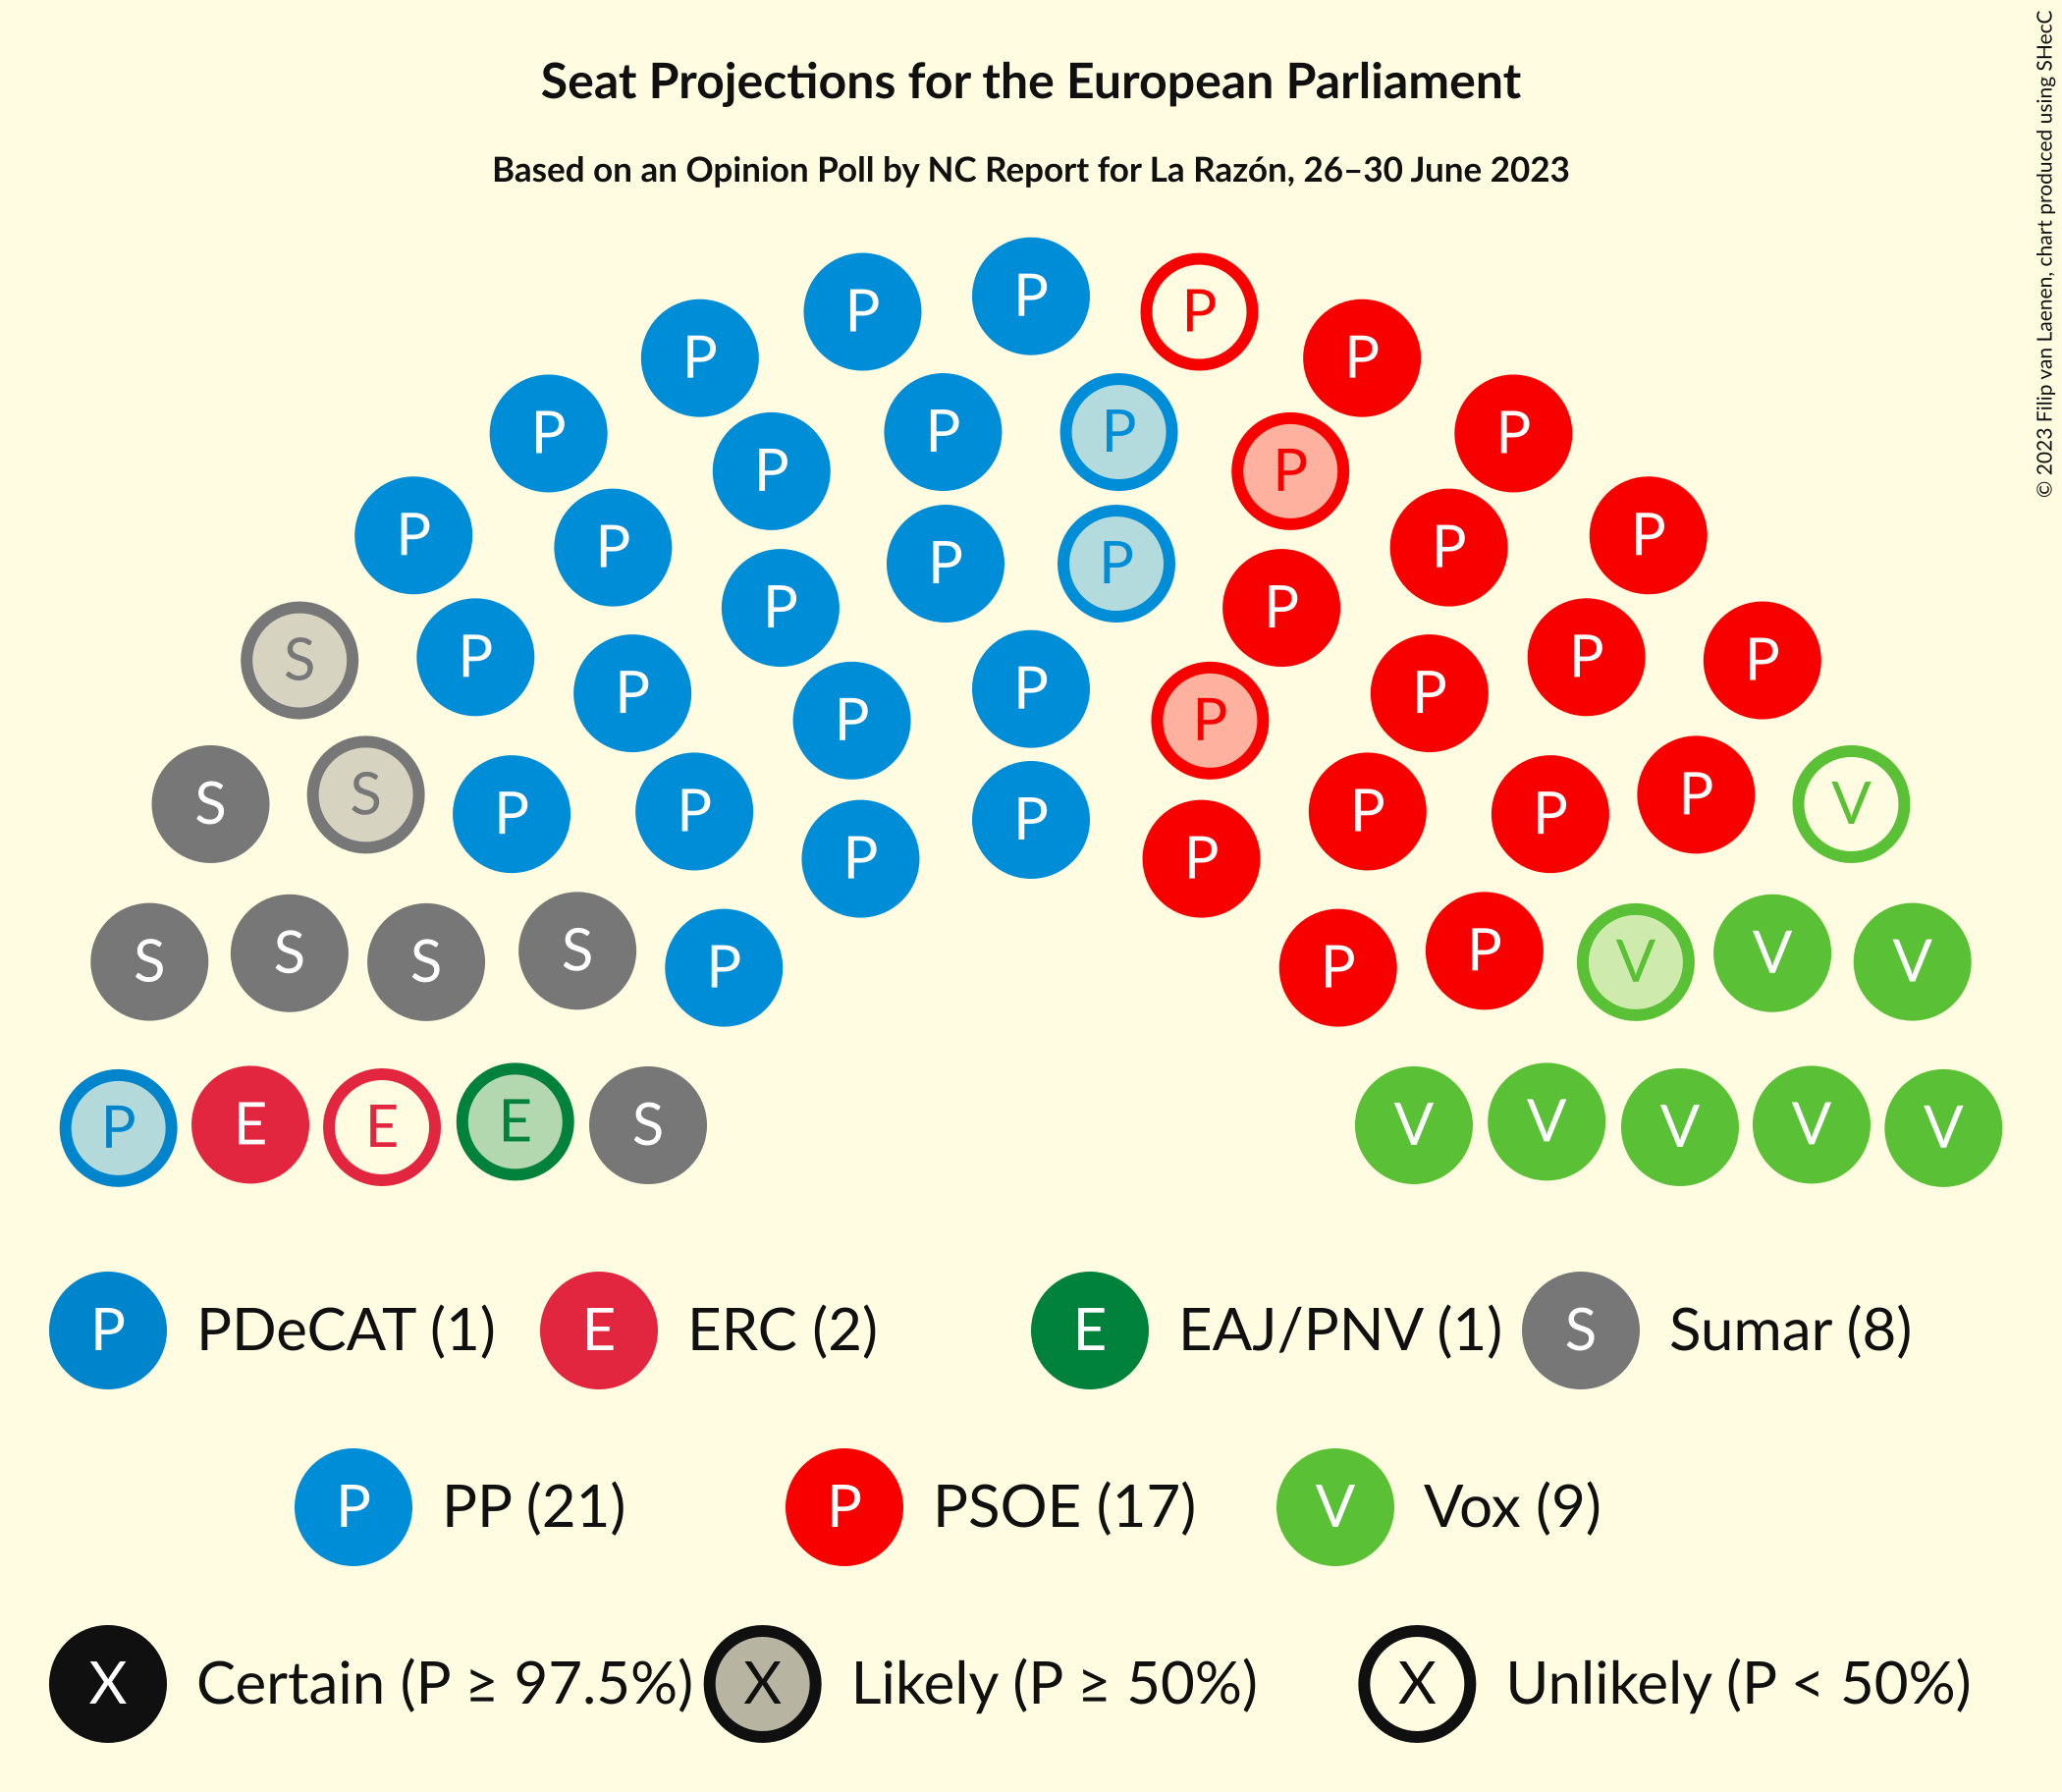 Seat Projections for the European Parliament
Based on an Opinion Poll by NC Report for La Razón, 26–30 June 2023
© 2023 Filip van Laenen, chart produced using SHecC
P P P
P P
P P P P
P P
P P P P P P
P P
S P P P P P P
P P
S S P P P P P P V
P P
S S S S P P P V V V
P E E E S V V V V V
P PDeCAT (1) E ERC (2) E EAJ/PNV (1) S Sumar (8)
P PP (21) P PSOE (17) V Vox (9)
X Certain (P ≥ 97.5%) X Likely (P ≥ 50%) X Unlikely (P < 50%)